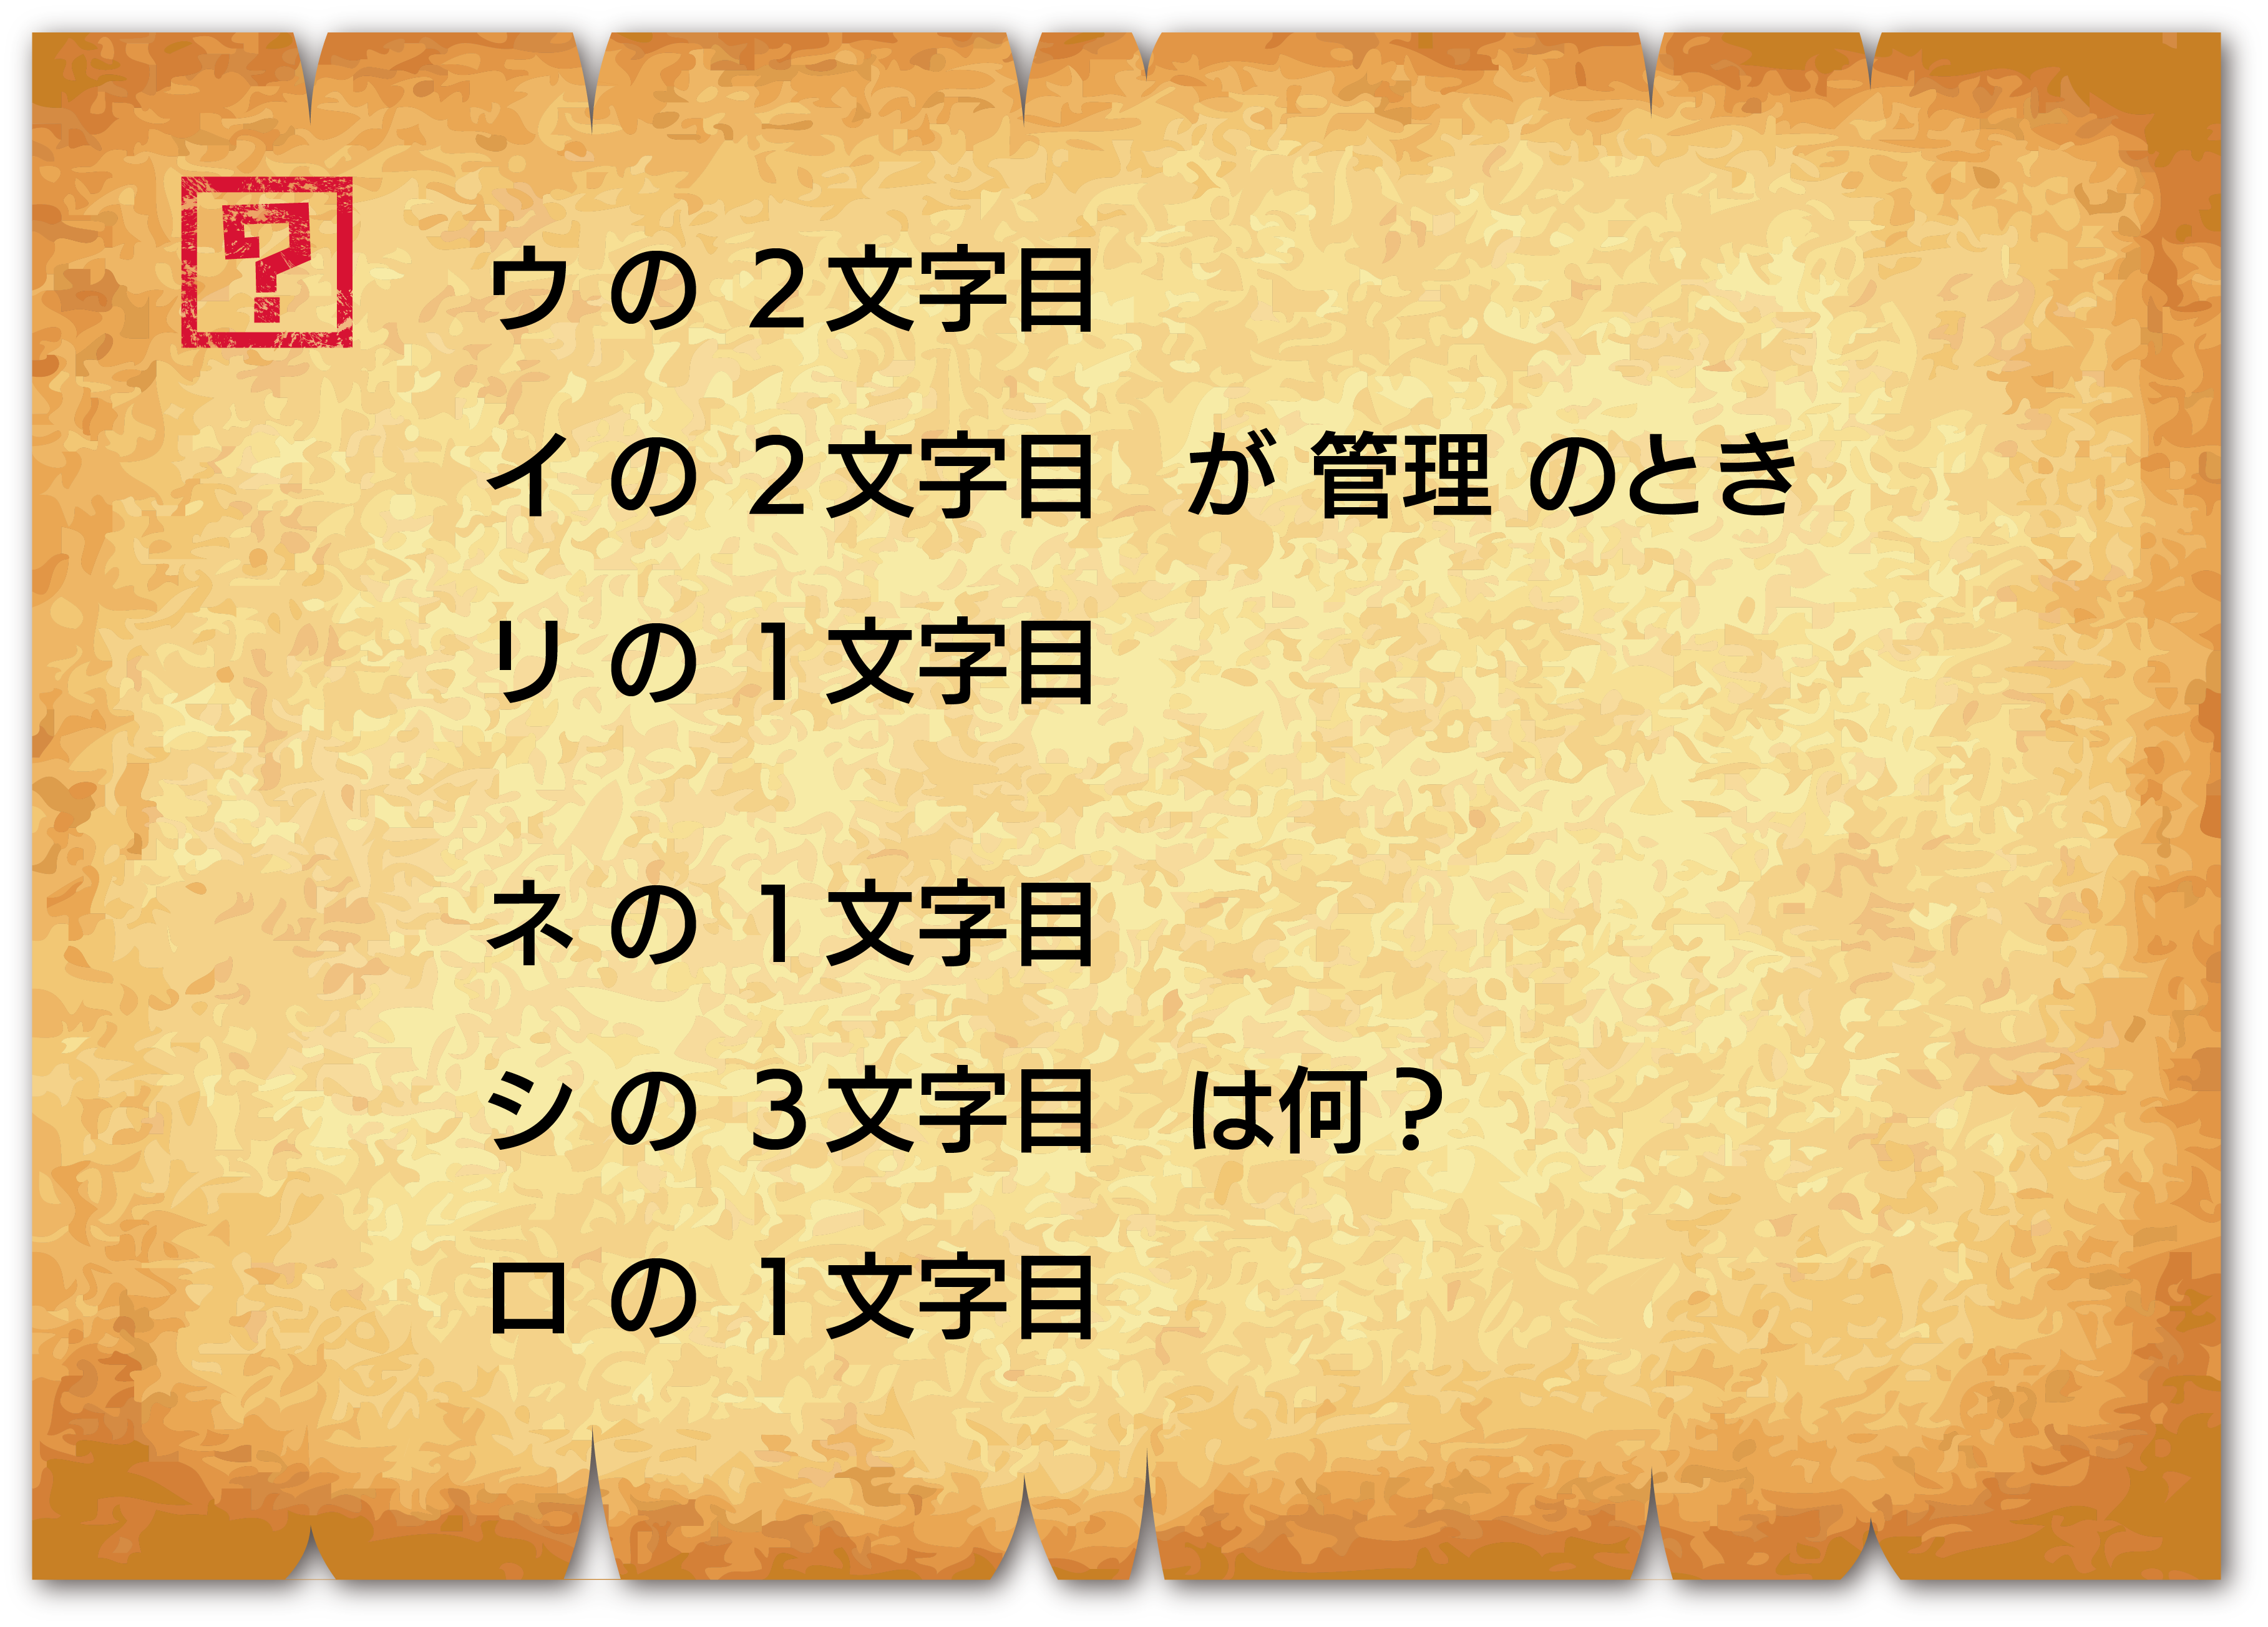 ?
ウ の 2文字目
イ の 2文字目 が 管理 のとき
リ の 1文字目
ネ の 1文字目
シ の 3文字目 は何？
ロ の 1文字目